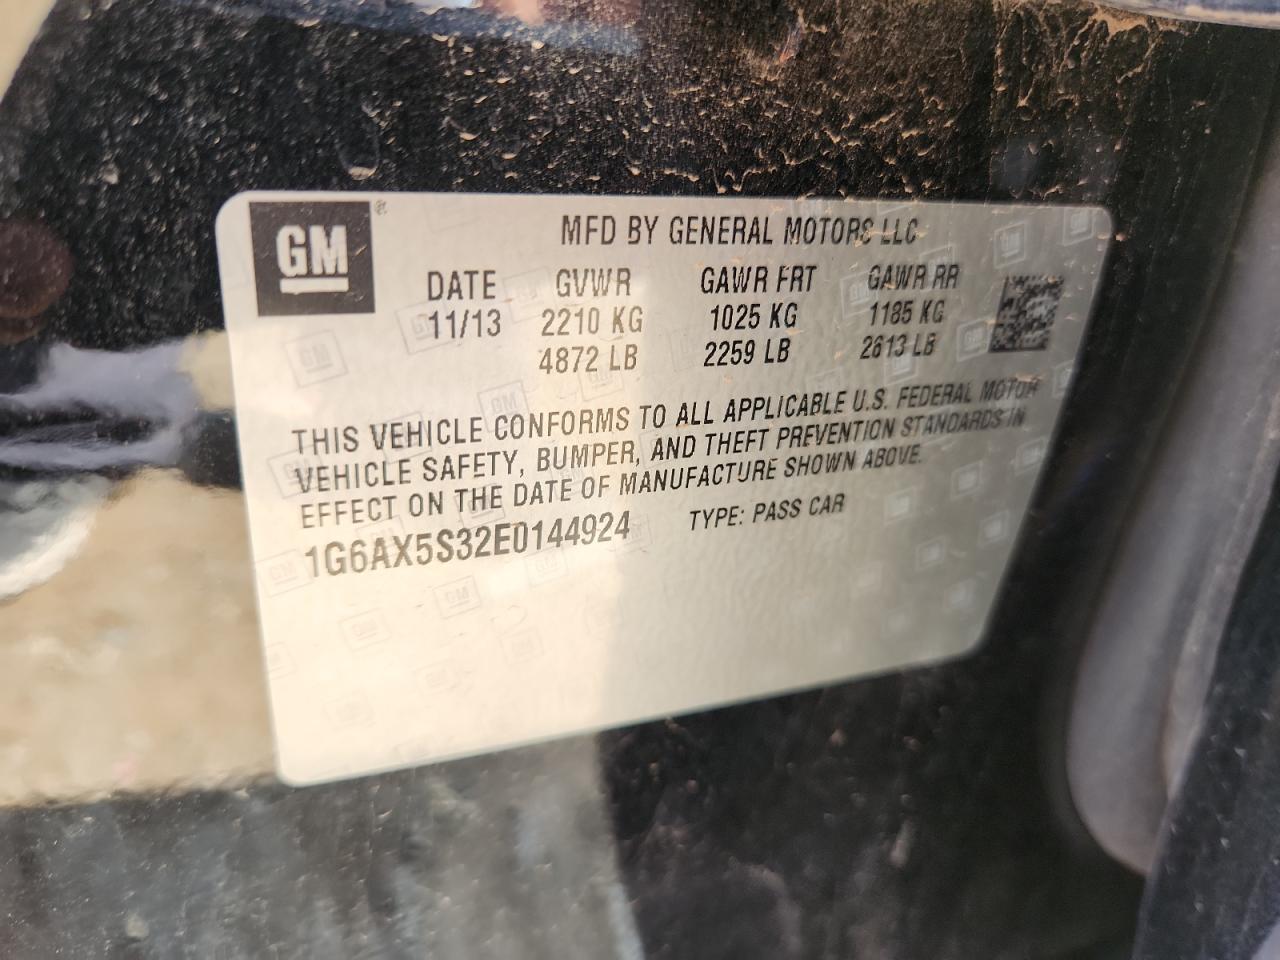 GM
MFD BY GENERAL MOTORS LLC
DATE GVWR GAWR FRT GAWR RR
11/13 2210 KG 1025 KG 1185 KG
4872 LB 2259 LB 2613 LB
THIS VEHICLE CONFORMS TO ALL APPLICABLE U.S. FEDERAL MOTOR
VEHICLE SAFETY, BUMPER, AND THEFT PREVENTION STANDARDS IN
EFFECT ON THE DATE OF MANUFACTURE SHOWN ABOVE.
1G6AX5S32E0144924 TYPE: PASS CAR